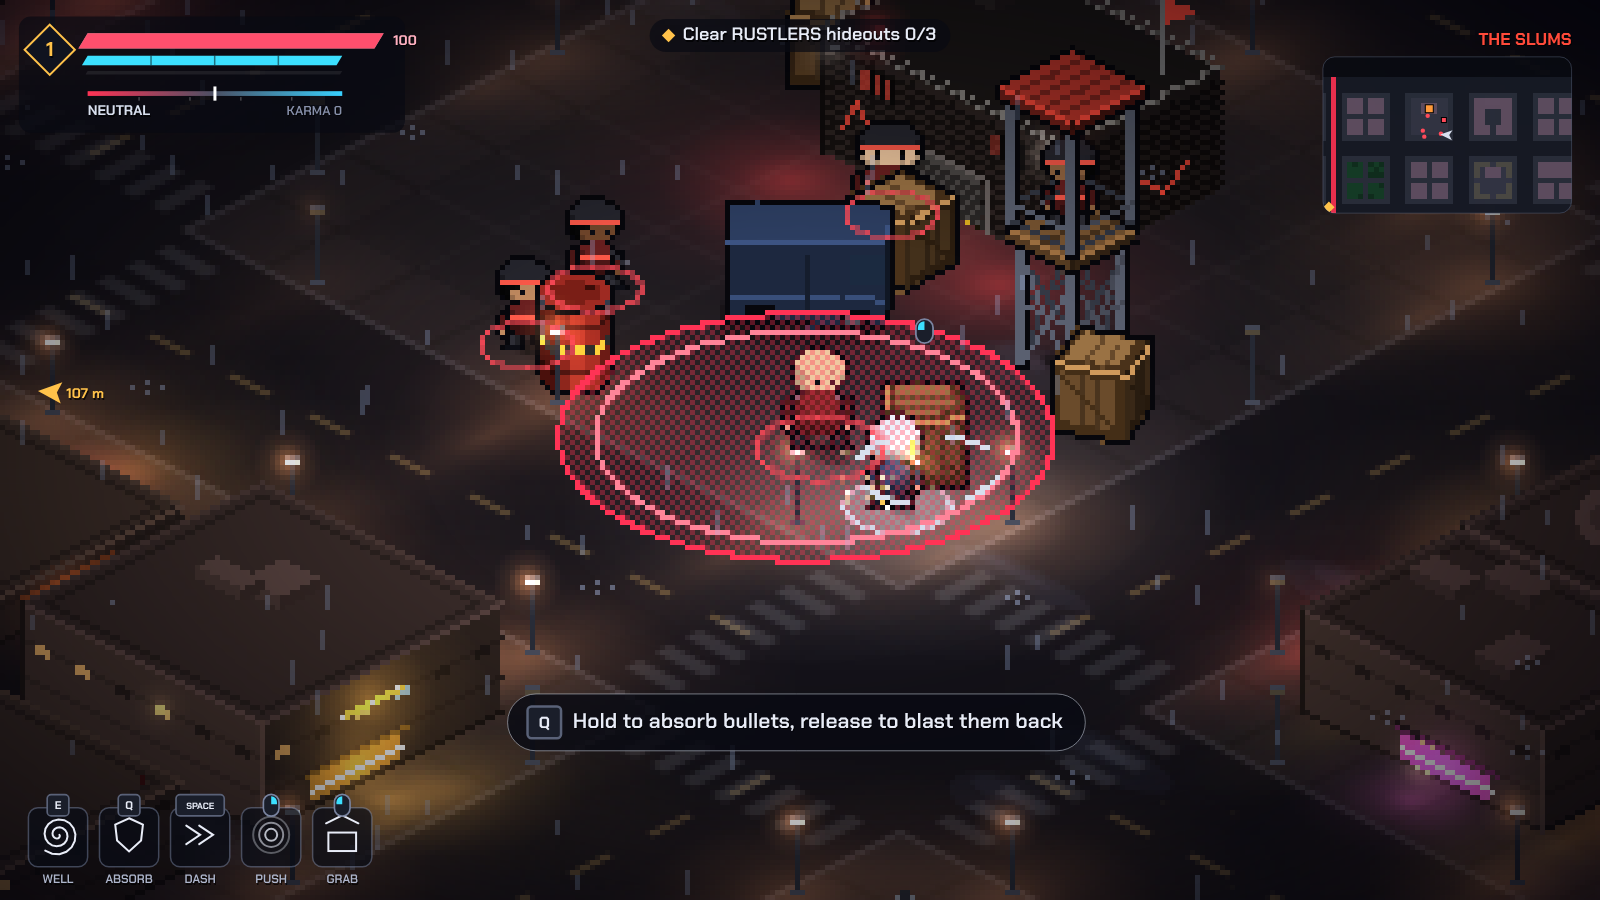 1
100
NEUTRAL
KARMA 0
Clear RUSTLERS hideouts 0/3
THE SLUMS
107 m
Q Hold to absorb bullets, release to blast them back
E
Q
SPACE
WELL
ABSORB
DASH
PUSH
GRAB